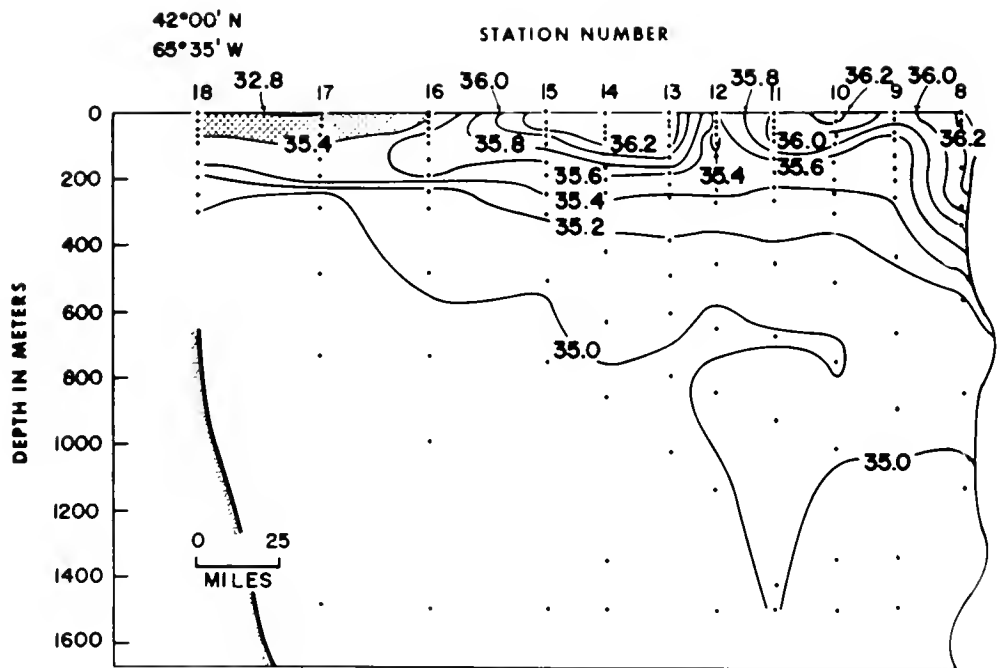 42°00' N
65°35' W
STATION NUMBER
32.8 36.0 35.8 36.2 36.0
18 17 16 15 14 13 12 11 10 9 8
0
35.4 35.8 36.2 36.0 36.2
35.6 35.4 35.6
200
35.4
35.2
400
600
35.0
800
1000
35.0
1200
0 25
MILES
1400
1600
DEPTH IN METERS